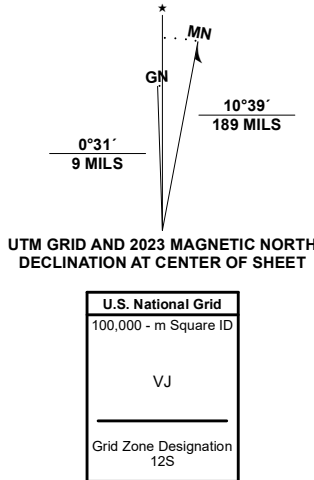 ★
MN
GN
10°39´
189 MILS
0°31´
9 MILS
UTM GRID AND 2023 MAGNETIC NORTH
DECLINATION AT CENTER OF SHEET
U.S. National Grid
100,000 - m Square ID
VJ
Grid Zone Designation
12S